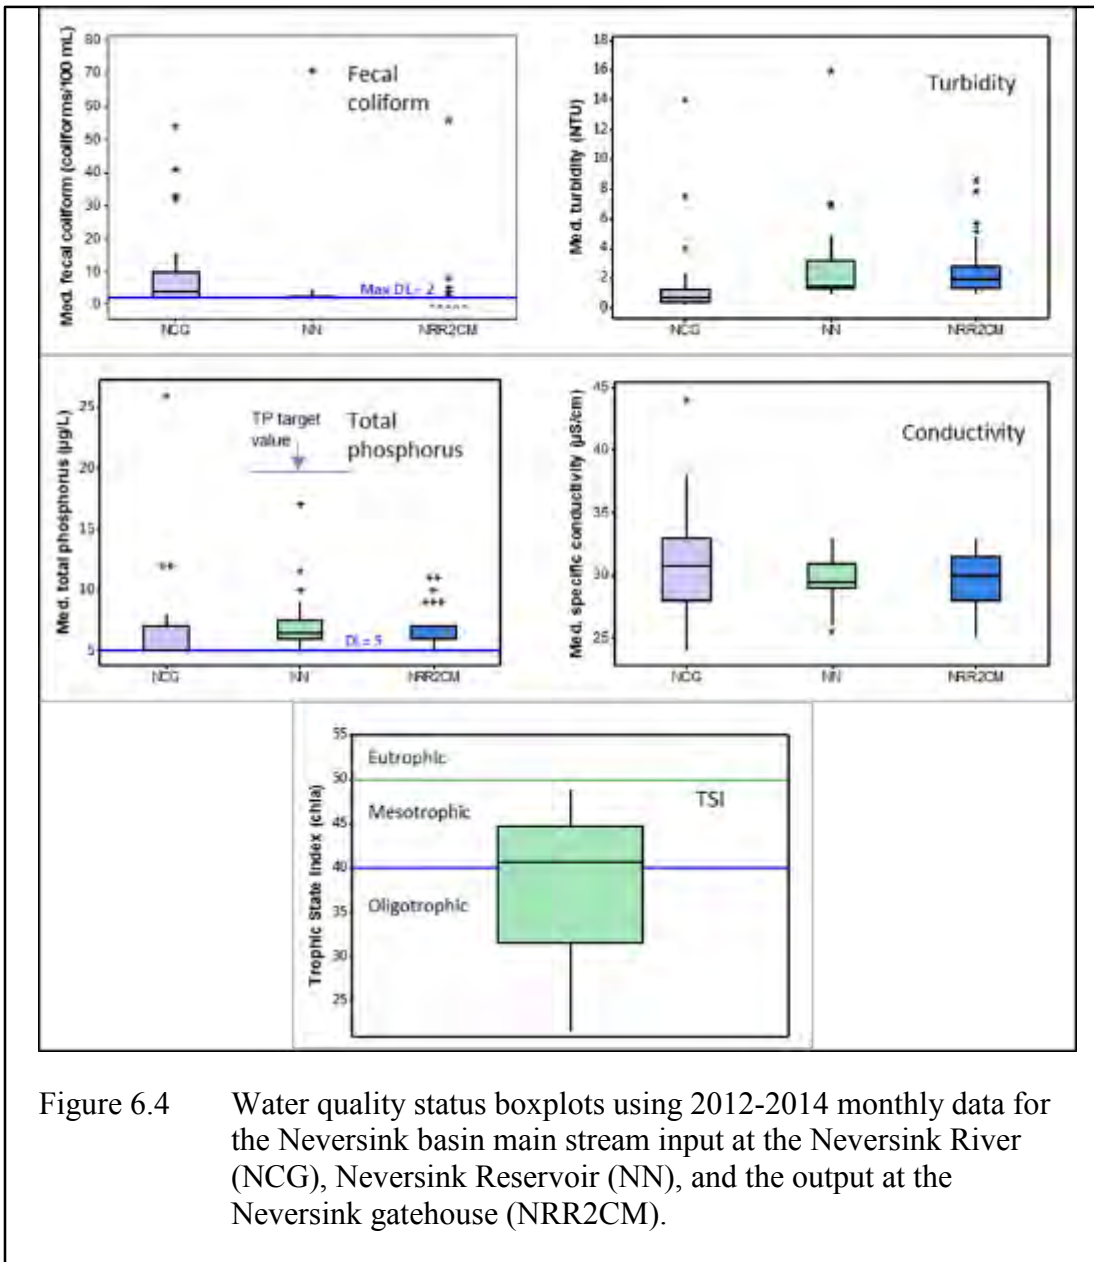 Fecal
coliform
Med. fecal coliform (coliforms/100 mL)
80
70
60
50
40
30
20
10
0
Max DL= 2
NCG NN NRR2CM
Turbidity
Med. turbidity (NTU)
18
16
14
12
10
8
6
4
2
0
NCG NN NRR2CM
Total
phosphorus
TP target
value
Med. total phosphorus (µg/L)
25
20
15
10
5
DL= 5
NCG NN NRR2CM
Conductivity
Med. specific conductivity (µS/cm)
45
40
35
30
25
NCG NN NRR2CM
TSI
Trophic State Index (chla)
55
50
45
40
35
30
25
Eutrophic
Mesotrophic
Oligotrophic
Figure 6.4 Water quality status boxplots using 2012-2014 monthly data for
the Neversink basin main stream input at the Neversink River
(NCG), Neversink Reservoir (NN), and the output at the
Neversink gatehouse (NRR2CM).